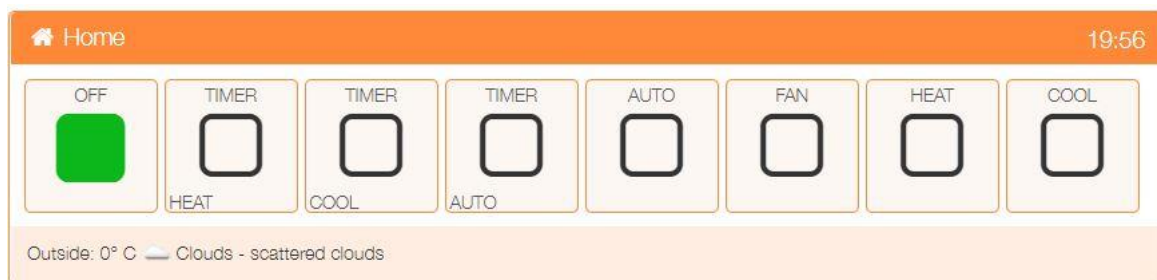 Home 19:56
OFF TIMER TIMER TIMER AUTO FAN HEAT COOL
HEAT COOL AUTO
Outside: 0° C Clouds - scattered clouds